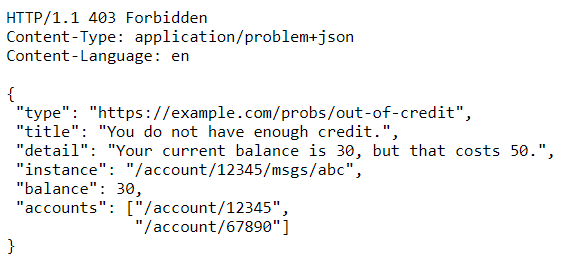 HTTP/1.1 403 Forbidden
Content-Type: application/problem+json
Content-Language: en

{
 "type": "https://example.com/probs/out-of-credit",
 "title": "You do not have enough credit.",
 "detail": "Your current balance is 30, but that costs 50.",
 "instance": "/account/12345/msgs/abc",
 "balance": 30,
 "accounts": ["/account/12345",
              "/account/67890"]
}